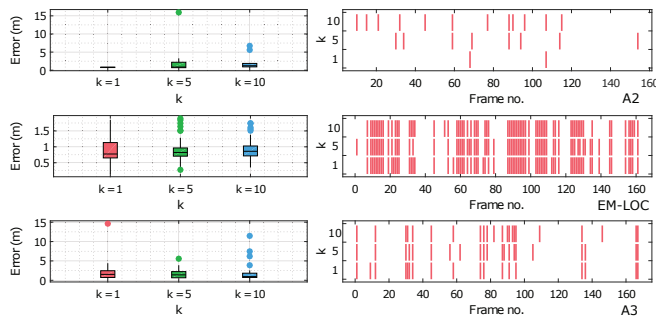 Error (m)
15
10
5
0
k = 1
k = 5
k = 10
k
k
10
5
1
20
40
60
80
100
120
140
161
Frame no.
A2
Error (m)
1.5
1
0.5
k = 1
k = 5
k = 10
k
k
10
5
1
0
20
40
60
80
100
120
140
160
Frame no.
EM-LOC
Error (m)
15
10
5
0
k = 1
k = 5
k = 10
k
k
10
5
1
0
20
40
60
80
100
120
140
160
Frame no.
A3